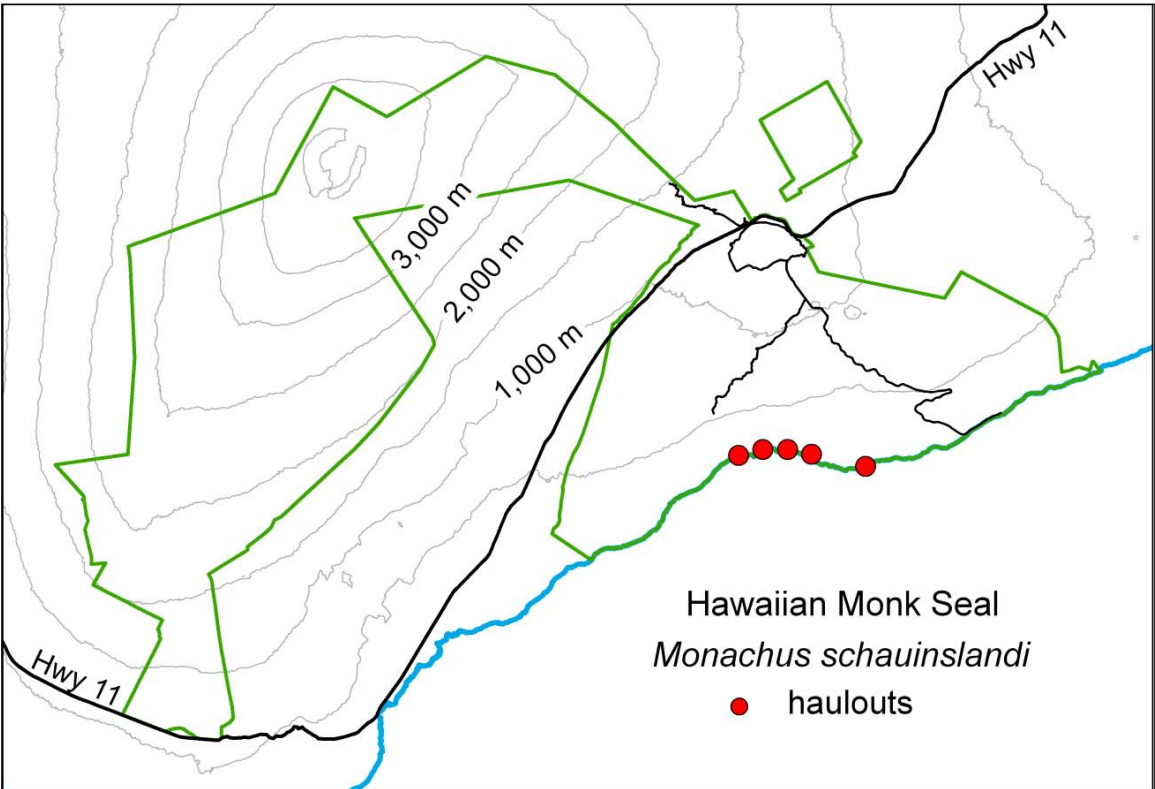 Hwy 11
3,000 m
2,000 m
1,000 m
Hawaiian Monk Seal
Monachus schauinslandi
haulouts
Hwy 11